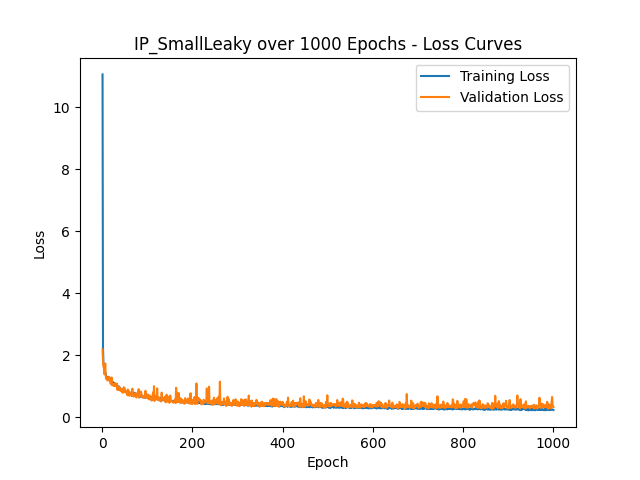 IP_SmallLeaky over 1000 Epochs - Loss Curves
Training Loss
Validation Loss
10
8
6
4
2
0
Loss
0
200
400
600
800
1000
Epoch